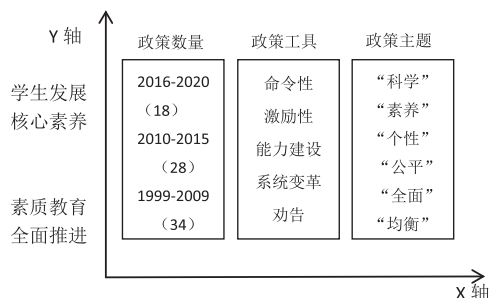 Y 轴
政策数量
政策工具
政策主题
学生发展
核心素养
素质教育
全面推进
2016-2020
（18）
2010-2015
（28）
1999-2009
（34）
命令性
激励性
能力建设
系统变革
劝告
“科学”
“素养”
“个性”
“公平”
“全面”
“均衡”
X 轴